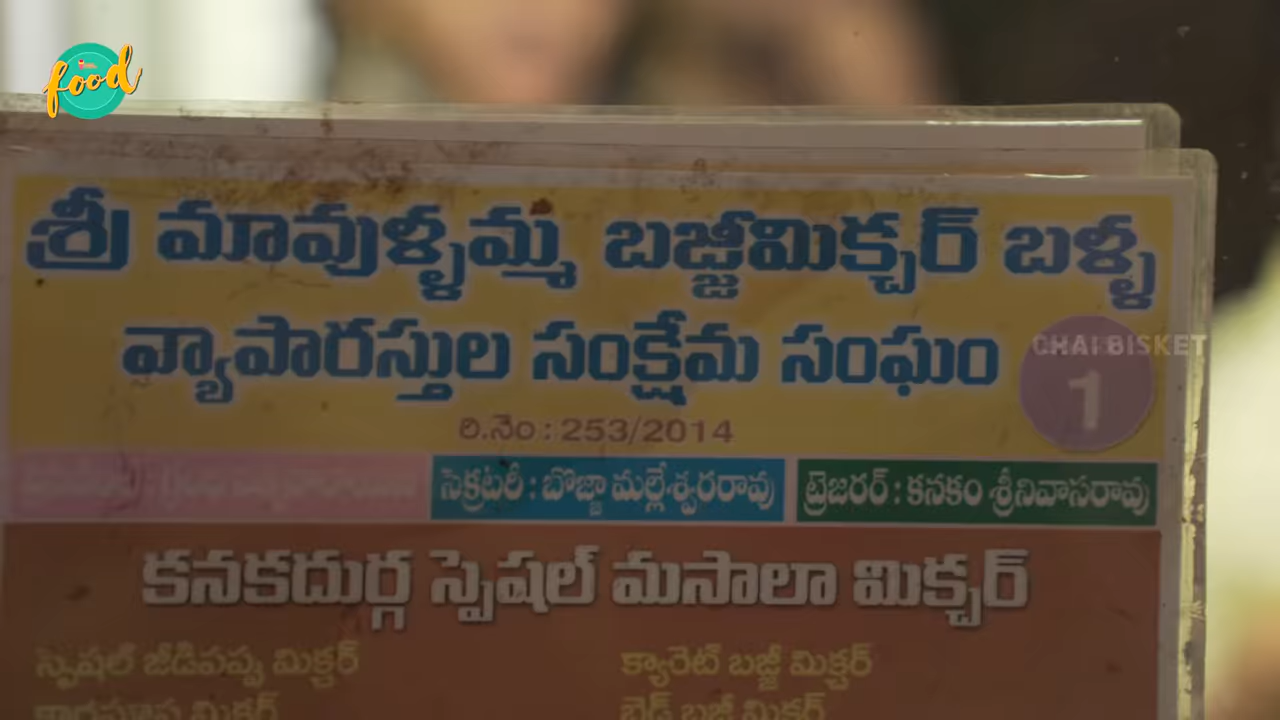 food
శ్రీ మావుళ్ళమ్మ బజ్జీమిక్చర్ బళ్ళ
వ్యాపారస్తుల సంక్షేమ సంఘం
CHAI BISKET
1
రి.నెం : 253/2014
సెక్రటరీ : బొజ్జా మల్లేశ్వరరావు
ట్రెజరర్ : కనకం శ్రీనివాసరావు
కనకదుర్గ స్పెషల్ మసాలా మిక్చర్
స్పెషల్ జీడిపప్పు మిక్చర్
క్యారెట్ బజ్జీ మిక్చర్